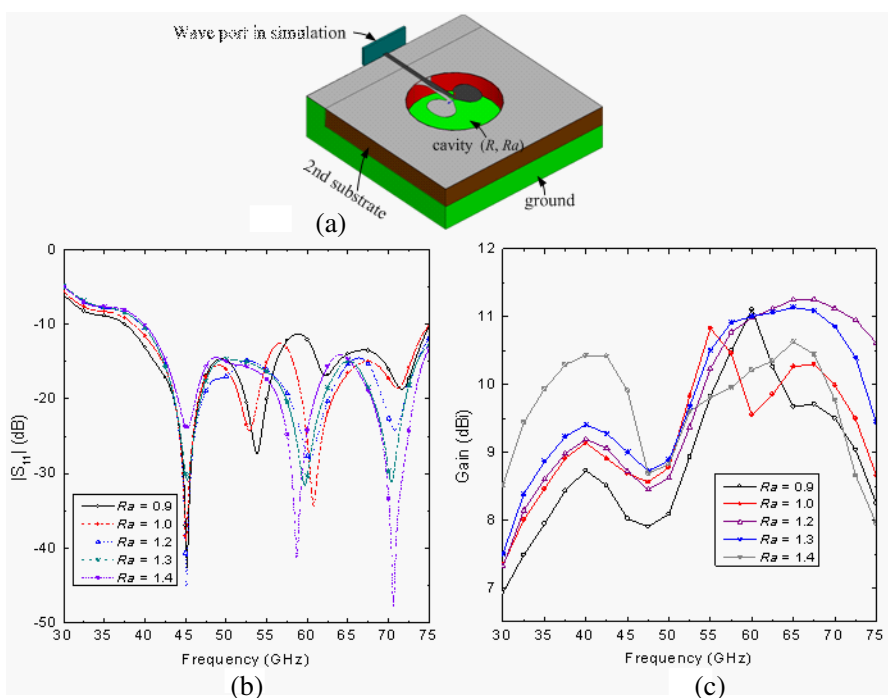 Wave port in simulation
cavity (R, Ra)
2nd substrate
ground
(a)
0
-10
-20
-30
-40
-50
|S11| (dB)
Ra = 0.9
Ra = 1.0
Ra = 1.2
Ra = 1.3
Ra = 1.4
30 35 40 45 50 55 60 65 70 75
Frequency (GHz)
(b)
12
11
10
9
8
7
Gain (dBi)
Ra = 0.9
Ra = 1.0
Ra = 1.2
Ra = 1.3
Ra = 1.4
30 35 40 45 50 55 60 65 70 75
Frequency (GHz)
(c)